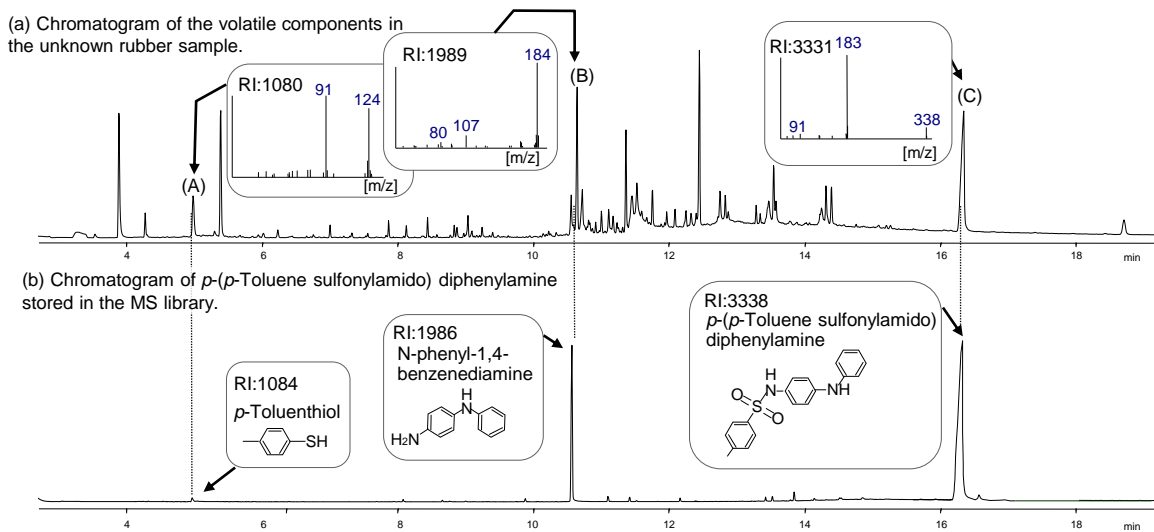 (a) Chromatogram of the volatile components in
the unknown rubber sample.
RI:1080
91
124
[m/z]
(A)
RI:1989
184
80
107
[m/z]
(B)
RI:3331
183
91
338
[m/z]
(C)
4
6
8
10
12
14
16
18
min
(b) Chromatogram of p-(p-Toluene sulfonylamido) diphenylamine
stored in the MS library.
RI:1084
p-Toluenthiol
SH
RI:1986
N-phenyl-1,4-
benzenediamine
H
N
H2N
RI:3338
p-(p-Toluene sulfonylamido)
diphenylamine
H
N
NH
O
S
O
4
6
8
10
12
14
16
18
min